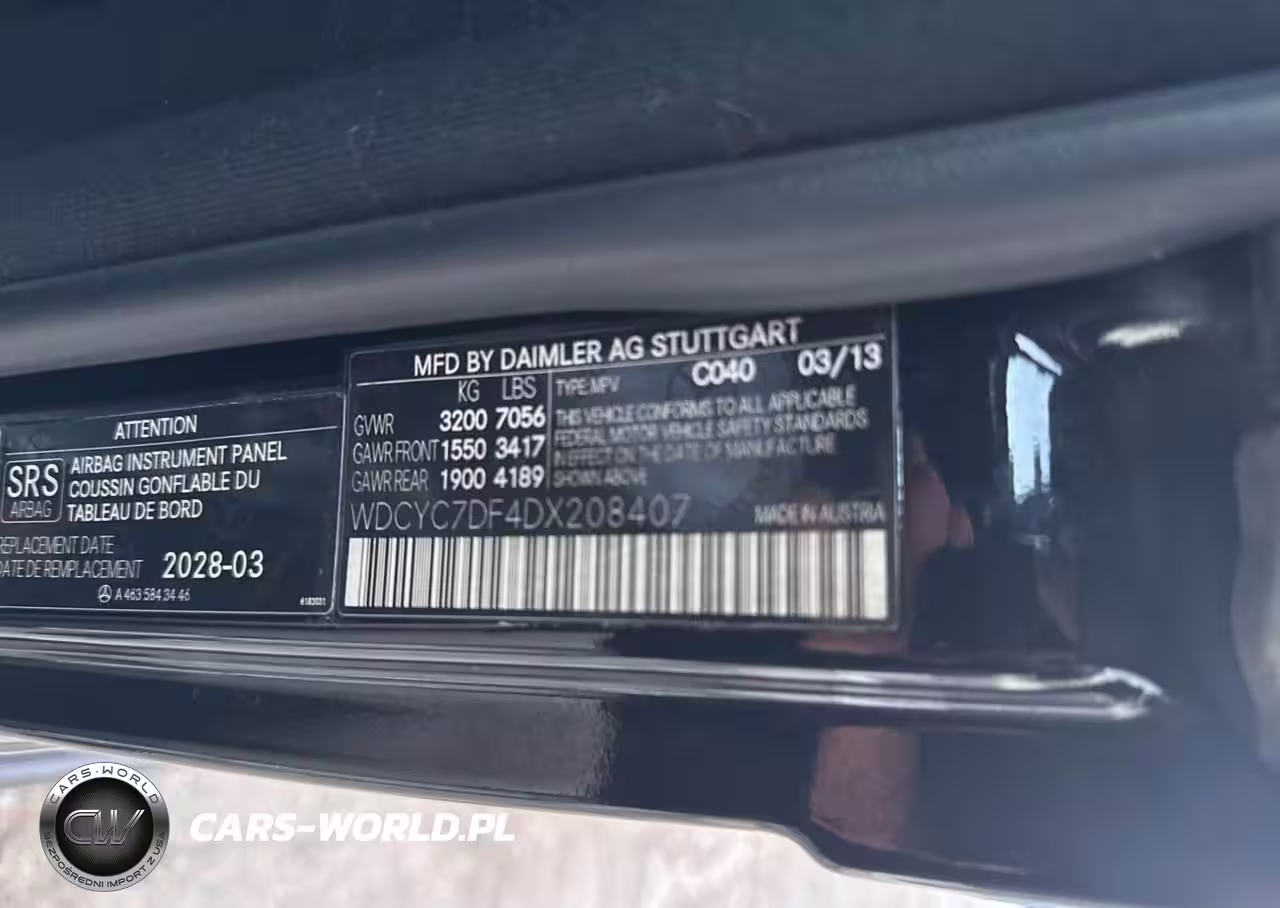 MFD BY DAIMLER AG STUTTGART
KG LBS
TYPE:MPV C040 03/13
GVWR 3200 7056
GAWR FRONT 1550 3417
GAWR REAR 1900 4189
THIS VEHICLE CONFORMS TO ALL APPLICABLE
FEDERAL MOTOR VEHICLE SAFETY STANDARDS
IN EFFECT ON THE DATE OF MANUFACTURE
SHOWN ABOVE
WDCYC7DF4DX208407 MADE IN AUSTRIA
ATTENTION
SRS
AIRBAG
AIRBAG INSTRUMENT PANEL
COUSSIN GONFLABLE DU
TABLEAU DE BORD
REPLACEMENT DATE
DATE DE REMPLACEMENT 2028-03
A 463 584 34 46
CARS-WORLD
CW
BEZPOŚREDNI IMPORT Z USA
CARS-WORLD.PL